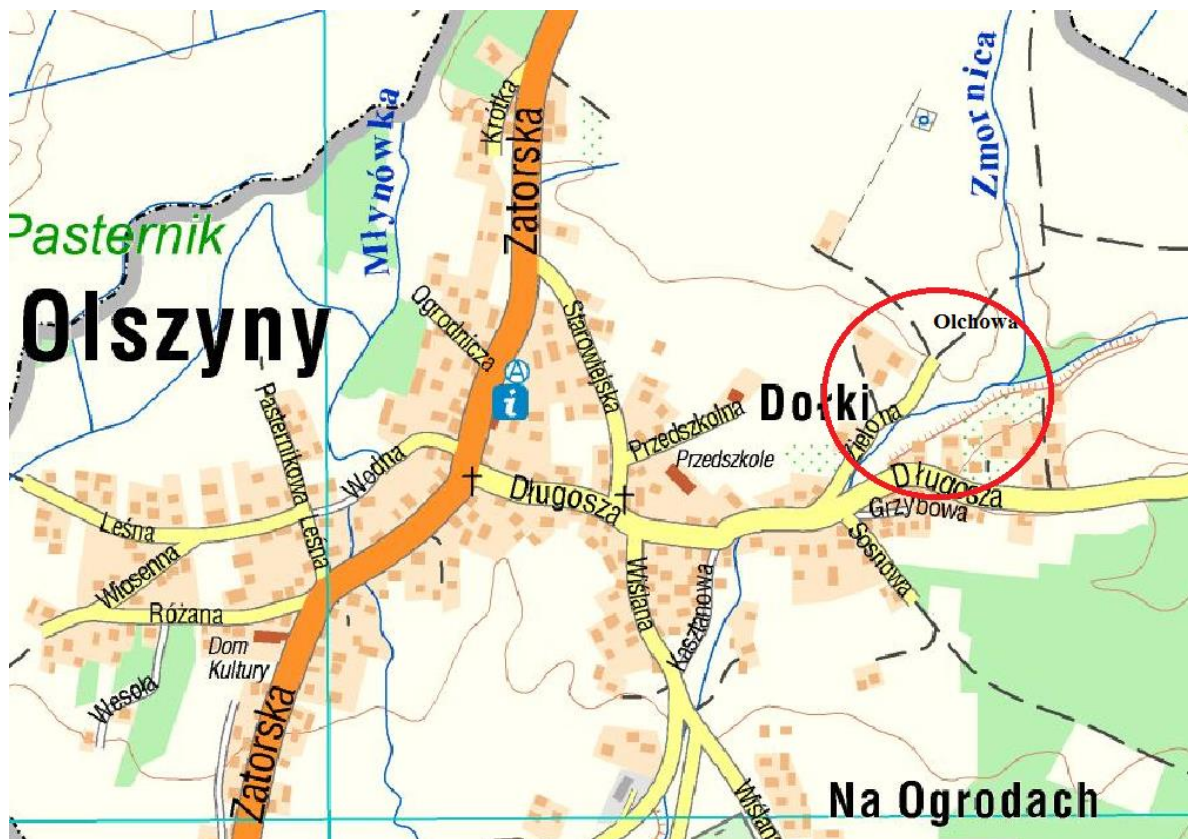 Zmornica
Młynówka
Krótka
Zatorska
Pasternik
Olszyny
Ogrodnicza
Starowiejska
Olchowa
i
A
Dołki
Zielona
Pasternikowa
Wodna
Przedszkolna
Przedszkole
Długosza
Długosza
Grzybowa
Sosnowa
Leśna
Leśna
Wiosenna
Różana
Wiślana
Kasztanowa
Dom
Kultury
Wesoła
Zatorska
Na Ogrodach
Wiślana